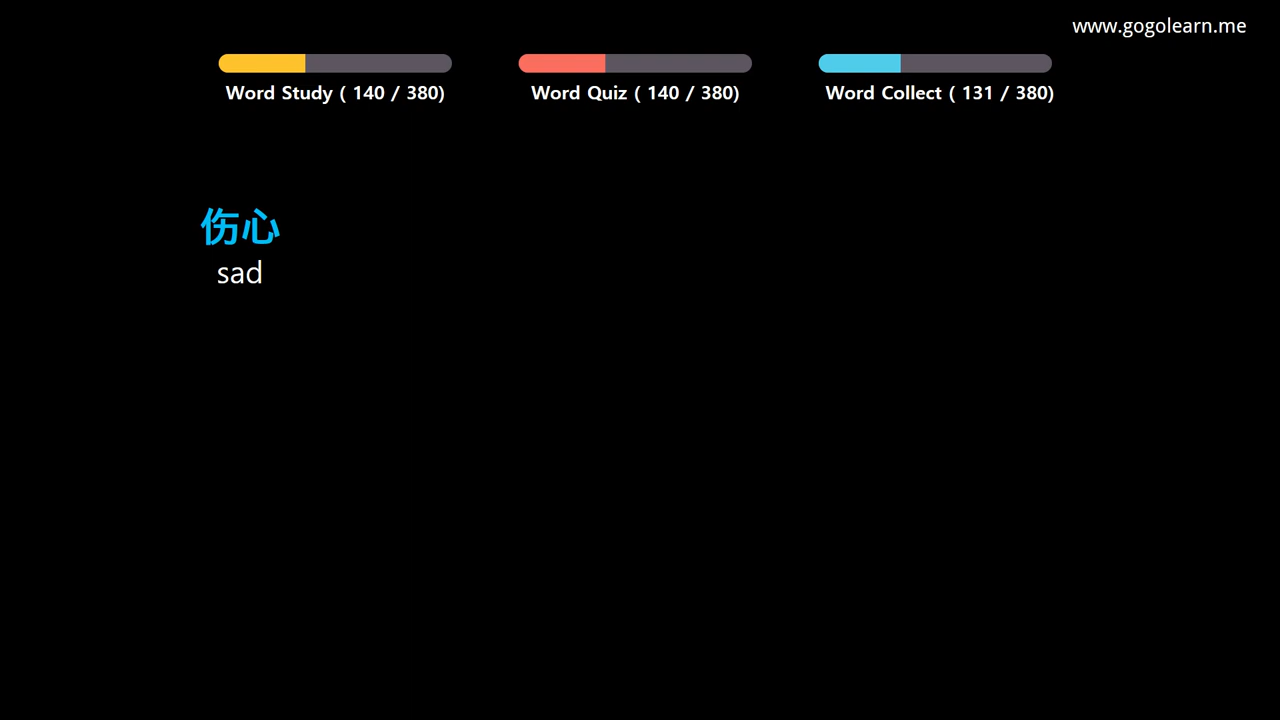 www.gogolearn.me
Word Study ( 140 / 380)
Word Quiz ( 140 / 380)
Word Collect ( 131 / 380)
伤心
sad